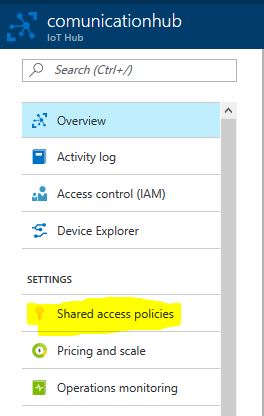 comunicationhub
IoT Hub
Search (Ctrl+/)
Overview
Activity log
Access control (IAM)
Device Explorer
SETTINGS
Shared access policies
Pricing and scale
Operations monitoring